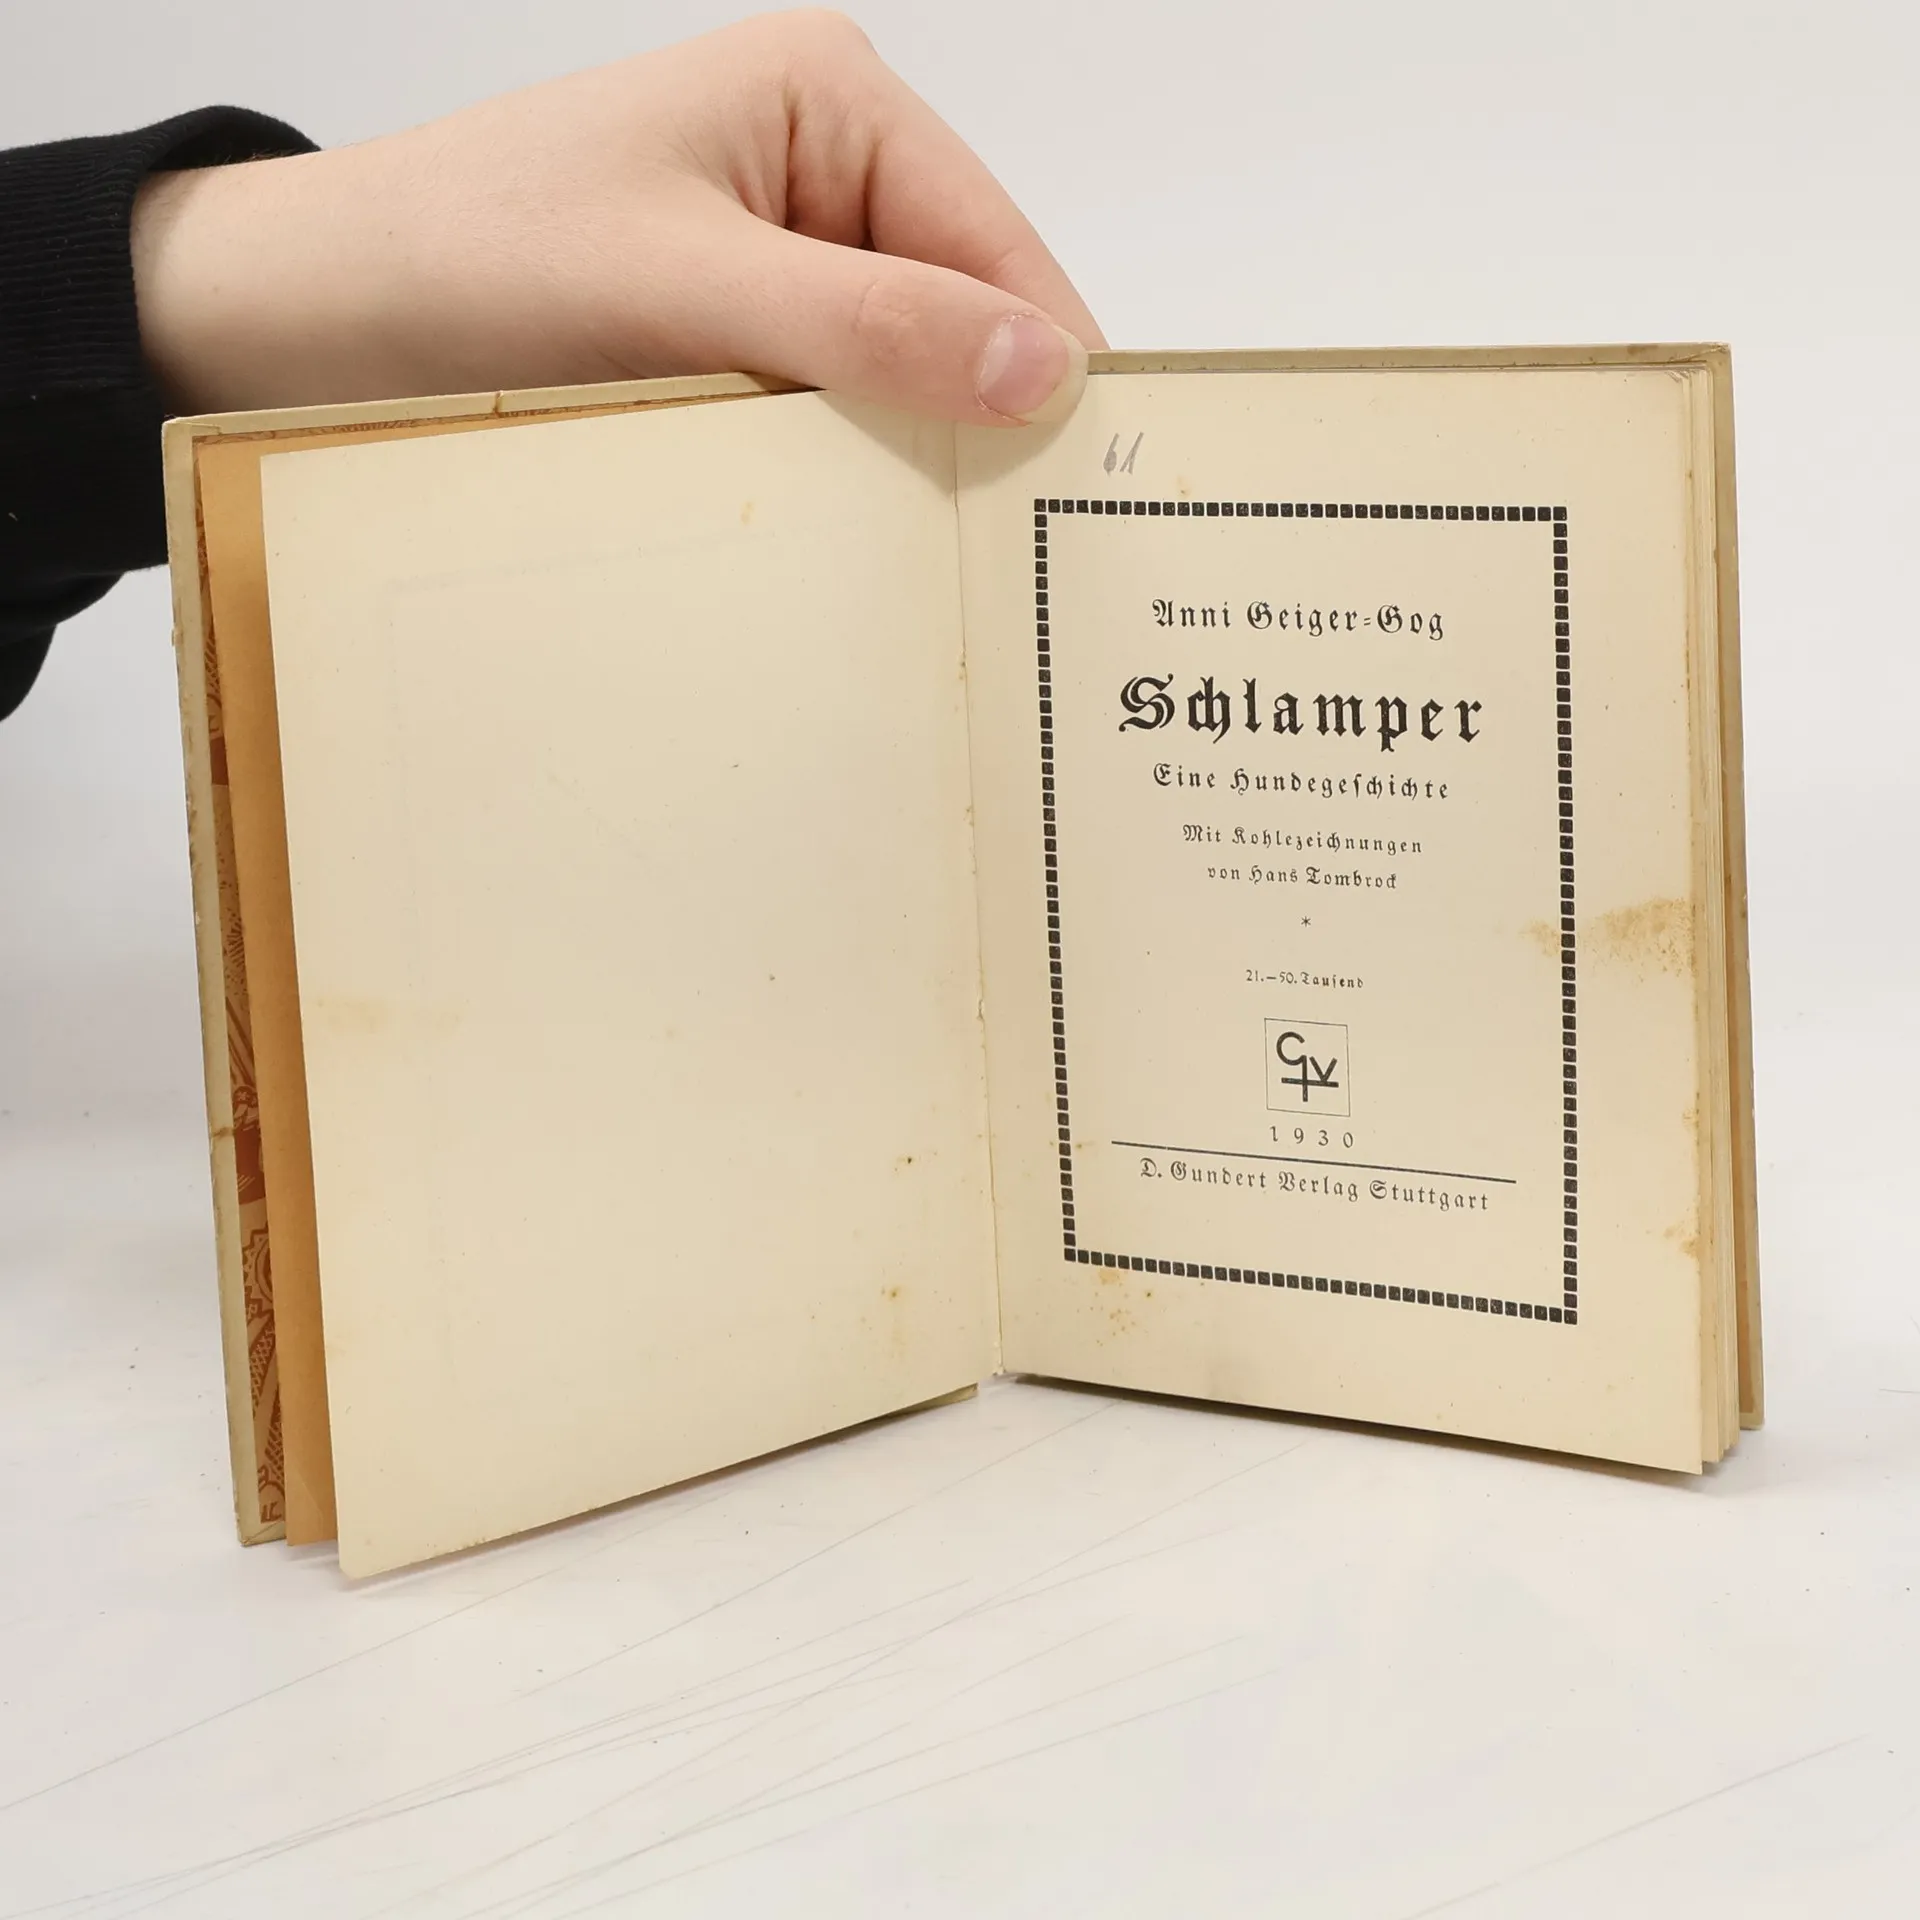 61
Anni Geiger-Gog
Schlamper
Eine Hundegeſchichte
Mit Kohlezeichnungen
von Hans Tombrock
*
21.—50. Tauſend
GV
1930
D. Gundert Verlag Stuttgart